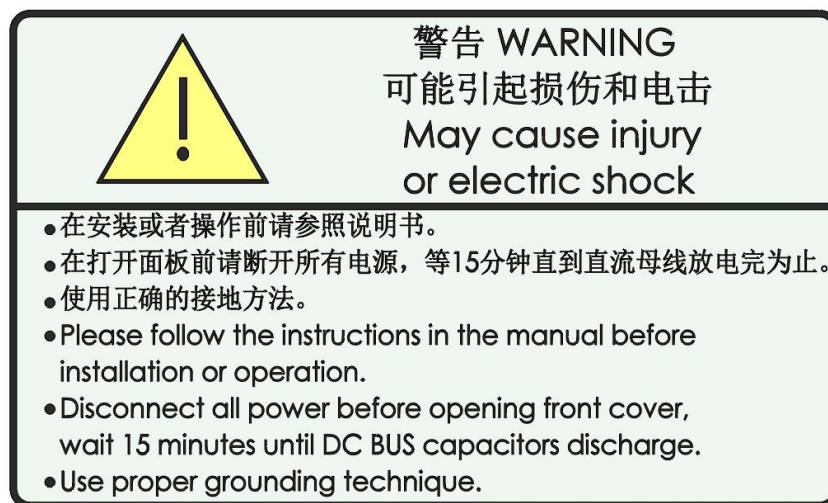 警告 WARNING
可能引起损伤和电击
May cause injury
or electric shock
●在安装或者操作前请参照说明书。
●在打开面板前请断开所有电源，等15分钟直到直流母线放电完为止。
●使用正确的接地方法。
●Please follow the instructions in the manual before
installation or operation.
●Disconnect all power before opening front cover,
wait 15 minutes until DC BUS capacitors discharge.
●Use proper grounding technique.